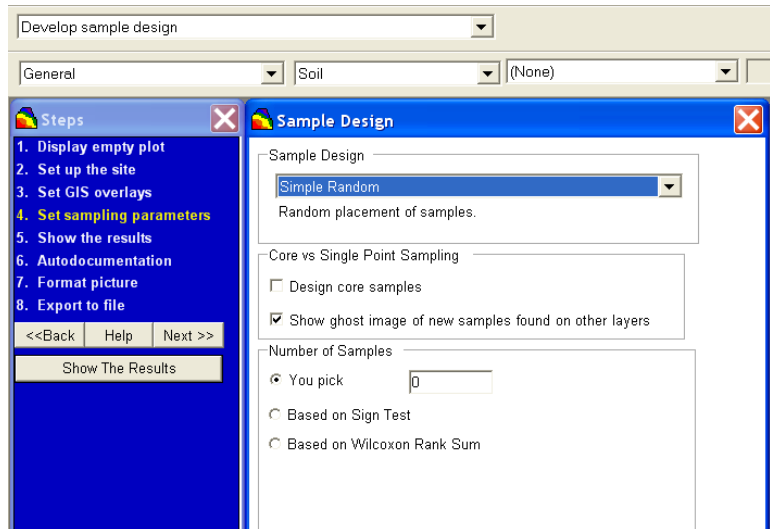 Develop sample design
General Soil (None)
Steps
1. Display empty plot
2. Set up the site
3. Set GIS overlays
4. Set sampling parameters
5. Show the results
6. Autodocumentation
7. Format picture
8. Export to file
<<Back Help Next >>
Show The Results
Sample Design
Sample Design
Simple Random
Random placement of samples.
Core vs Single Point Sampling
Design core samples
Show ghost image of new samples found on other layers
Number of Samples
You pick 0
Based on Sign Test
Based on Wilcoxon Rank Sum